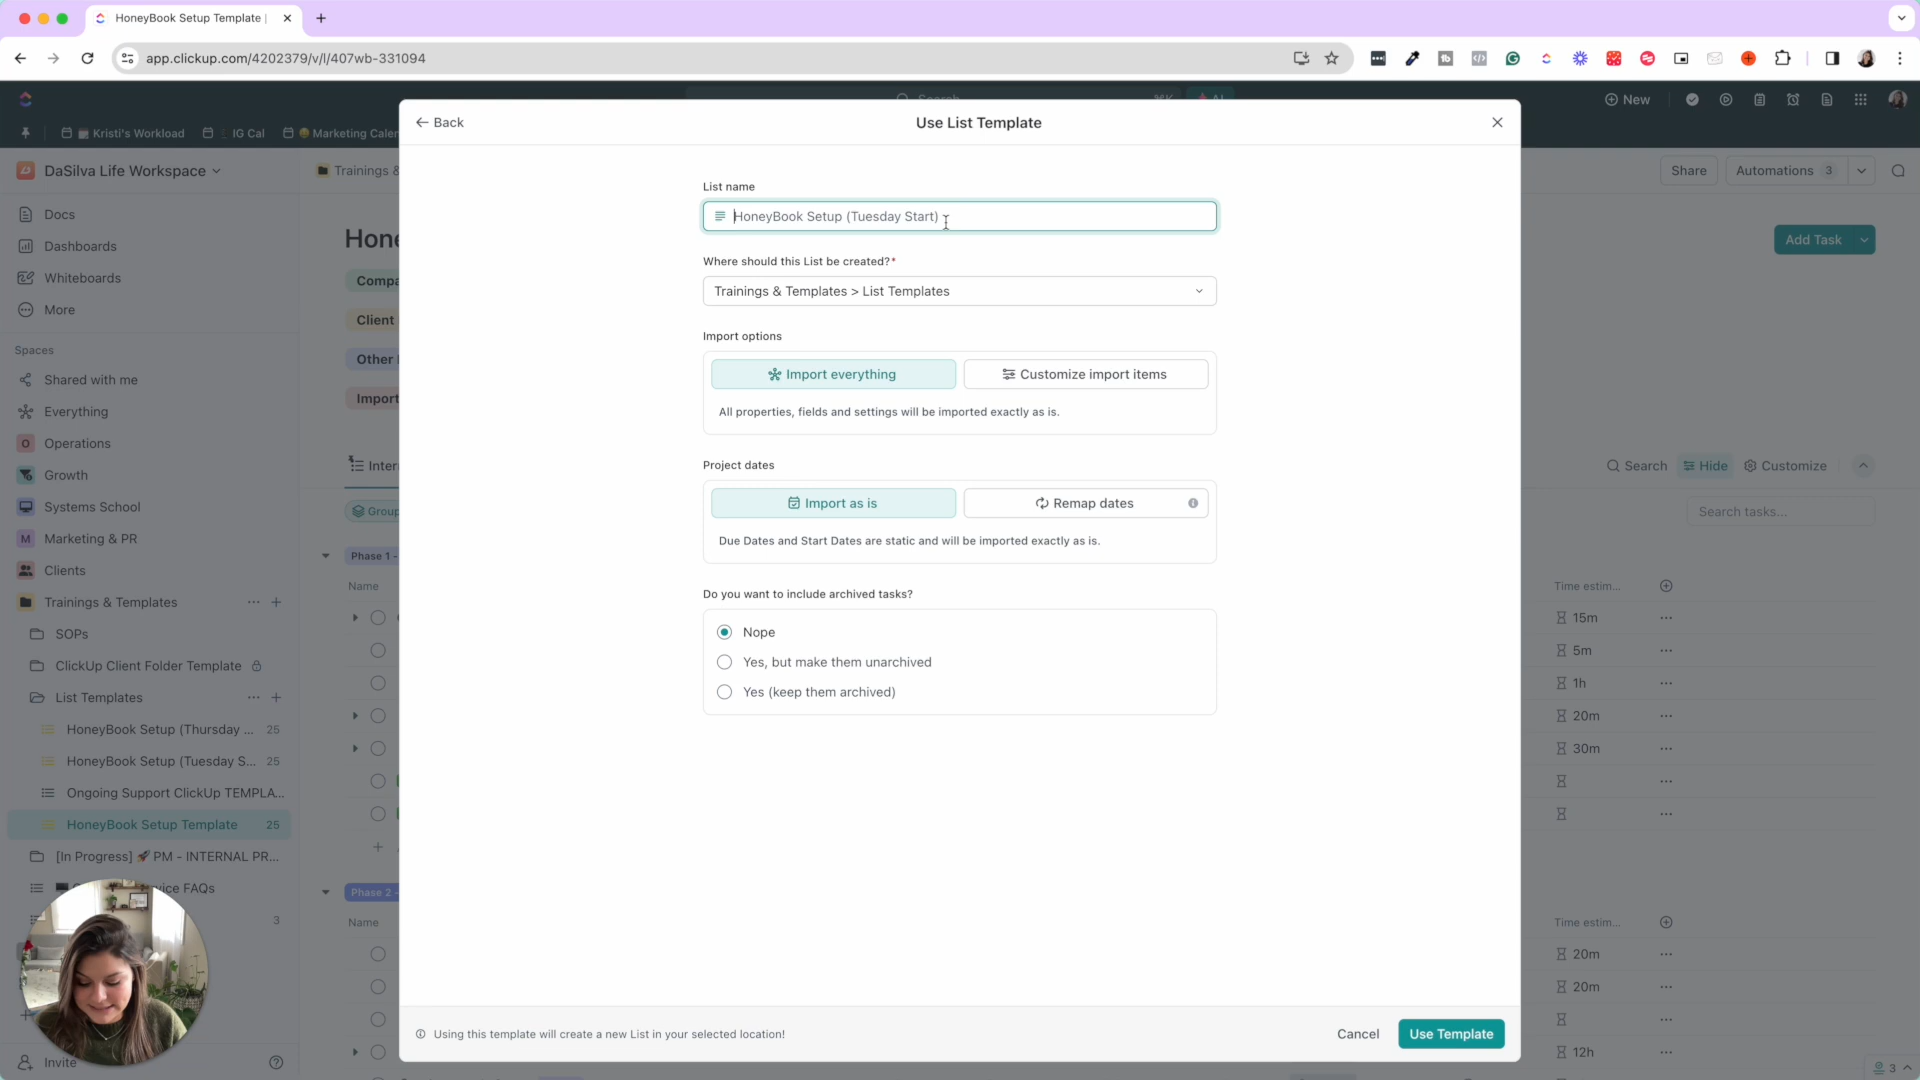 HoneyBook Setup Template |
app.clickup.com/4202379/v/l/407wb-331094
Search
⌘K
AI
New
Kristi's Workload
IG Cal
Marketing Calen
Back
Use List Template
DaSilva Life Workspace
Trainings &
Share
Automations 3
Docs
Dashboards
Whiteboards
More
Spaces
Shared with me
Everything
O Operations
Growth
Systems School
M Marketing & PR
Clients
Trainings & Templates
SOPs
ClickUp Client Folder Template
List Templates
HoneyBook Setup (Thursday ... 25
HoneyBook Setup (Tuesday S... 25
Ongoing Support ClickUp TEMPLA...
HoneyBook Setup Template 25
[In Progress] 🚀 PM - INTERNAL PR...
vice FAQs
3
Invite
Hone
Compa
Client
Other
Import
Inter
Group
Phase 1 -
Name
Phase 2 -
Name
List name
HoneyBook Setup (Tuesday Start)
Where should this List be created?*
Trainings & Templates > List Templates
Import options
Import everything
Customize import items
All properties, fields and settings will be imported exactly as is.
Project dates
Import as is
Remap dates
Due Dates and Start Dates are static and will be imported exactly as is.
Do you want to include archived tasks?
Nope
Yes, but make them unarchived
Yes (keep them archived)
Using this template will create a new List in your selected location!
Cancel
Use Template
Add Task
Search
Hide
Customize
Search tasks...
Time estim...
15m
5m
1h
20m
30m
Time estim...
20m
20m
12h
3